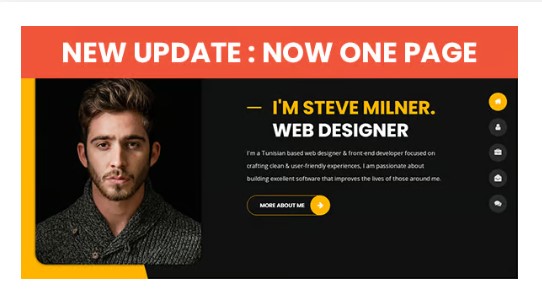 NEW UPDATE : NOW ONE PAGE
— I'M STEVE MILNER.
WEB DESIGNER
I'm a Tunisian based web designer & front-end developer focused on
crafting clean & user-friendly experiences, I am passionate about
building excellent software that improves the lives of those around me.
MORE ABOUT ME